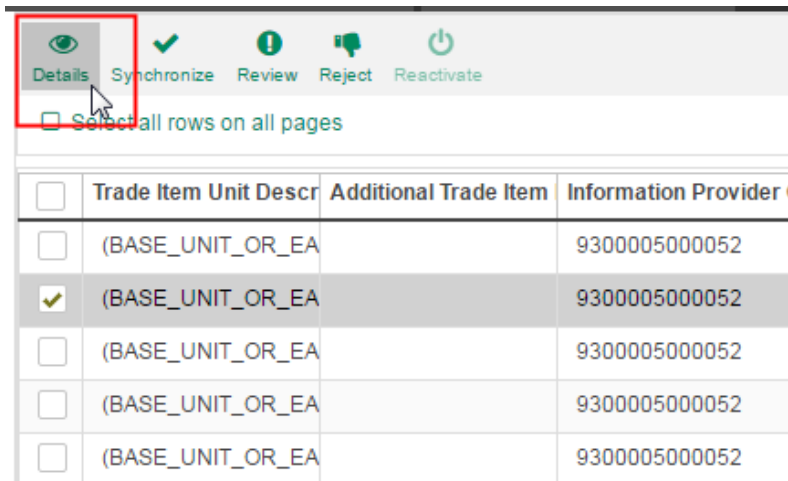 Details Synchronize Review Reject Reactivate
Select all rows on all pages
Trade Item Unit Descr Additional Trade Item Information Provider
(BASE_UNIT_OR_EA 9300005000052
(BASE_UNIT_OR_EA 9300005000052
(BASE_UNIT_OR_EA 9300005000052
(BASE_UNIT_OR_EA 9300005000052
(BASE_UNIT_OR_EA 9300005000052